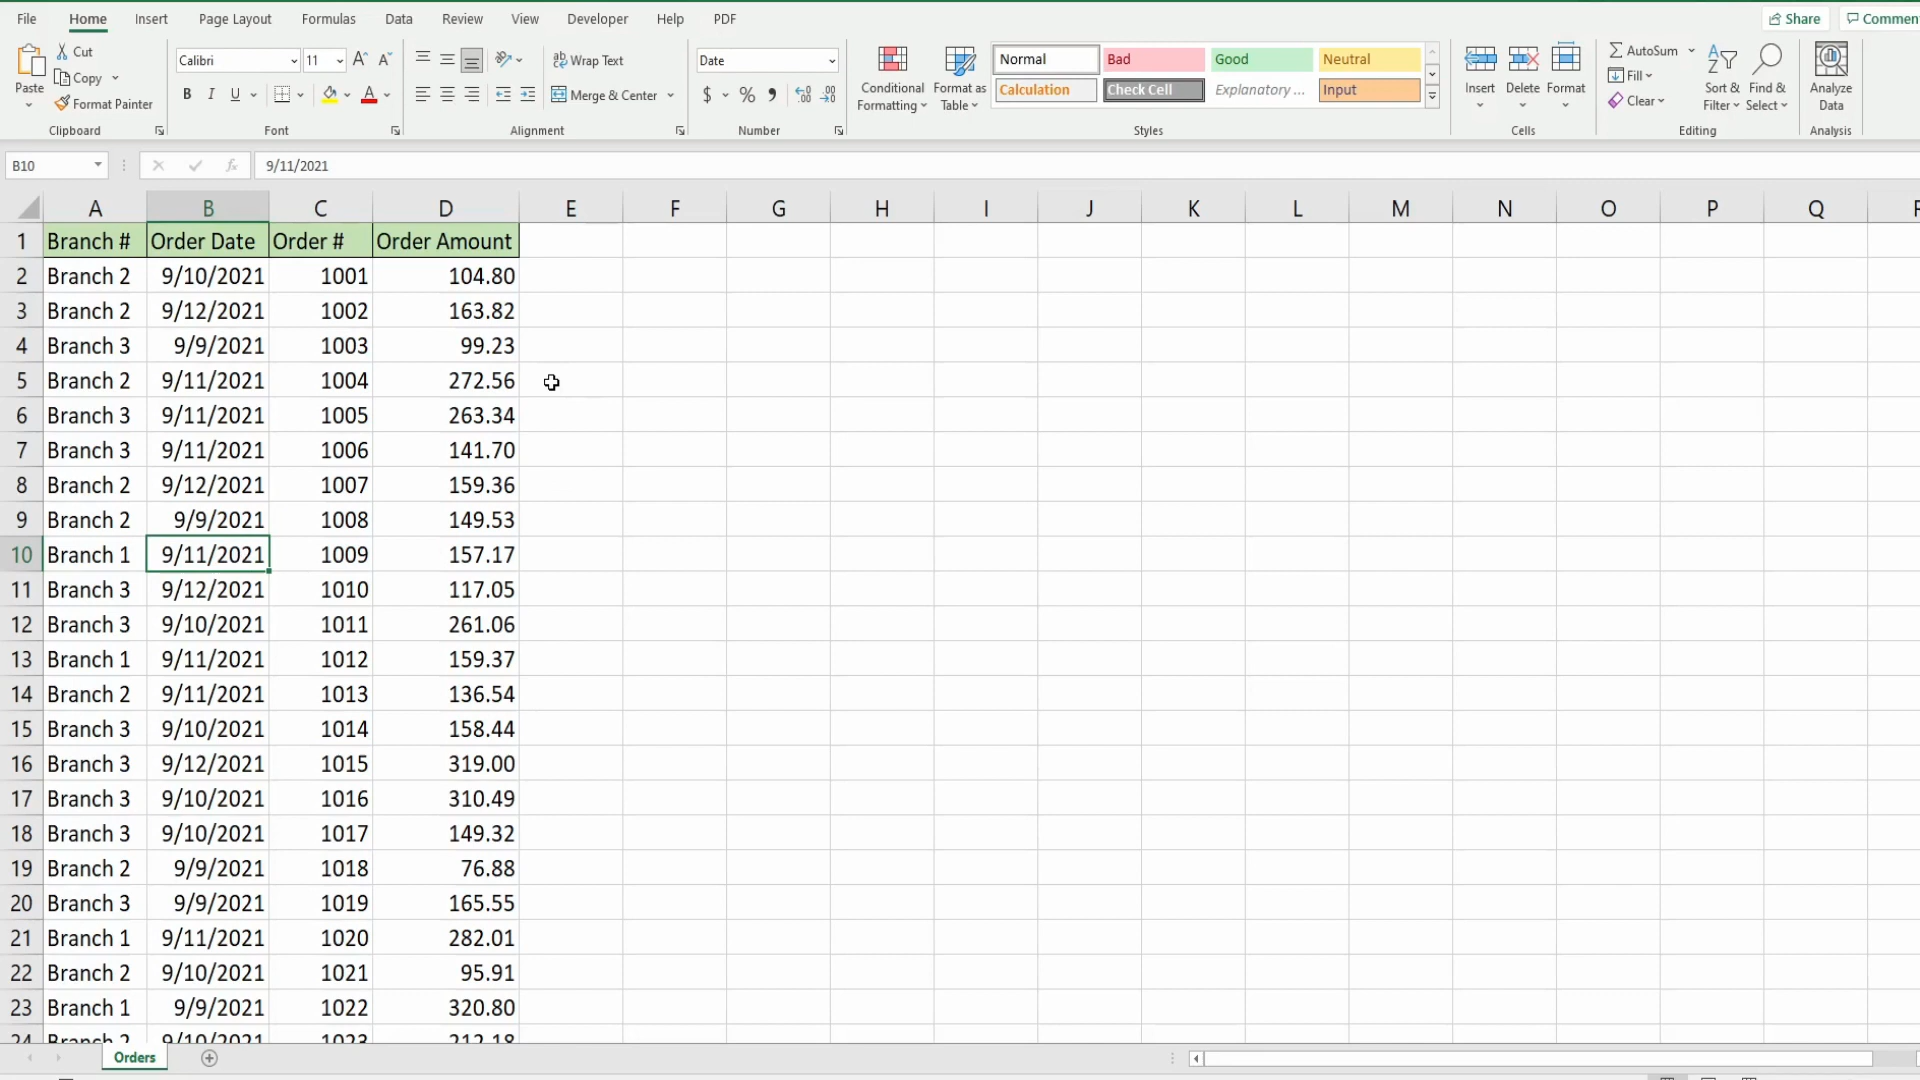 File Home Insert Page Layout Formulas Data Review View Developer Help PDF Share Commen
Paste Cut Copy Format Painter Clipboard
Calibri 11 A A B I U A Font
Wrap Text Merge & Center Alignment
Date $ % Number
Conditional Formatting Format as Table Normal Bad Good Neutral
Calculation Check Cell Explanatory ... Input Styles
Insert Delete Format Cells
AutoSum Fill Clear Sort & Filter Find & Select Editing
Analyze Data Analysis
B10 fx 9/11/2021
A B C D E F G H I J K L M N O P Q
1 Branch # Order Date Order # Order Amount
2 Branch 2 9/10/2021 1001 104.80
3 Branch 2 9/12/2021 1002 163.82
4 Branch 3 9/9/2021 1003 99.23
5 Branch 2 9/11/2021 1004 272.56
6 Branch 3 9/11/2021 1005 263.34
7 Branch 3 9/11/2021 1006 141.70
8 Branch 2 9/12/2021 1007 159.36
9 Branch 2 9/9/2021 1008 149.53
10 Branch 1 9/11/2021 1009 157.17
11 Branch 3 9/12/2021 1010 117.05
12 Branch 3 9/10/2021 1011 261.06
13 Branch 1 9/11/2021 1012 159.37
14 Branch 2 9/11/2021 1013 136.54
15 Branch 3 9/10/2021 1014 158.44
16 Branch 3 9/12/2021 1015 319.00
17 Branch 3 9/10/2021 1016 310.49
18 Branch 3 9/10/2021 1017 149.32
19 Branch 2 9/9/2021 1018 76.88
20 Branch 3 9/9/2021 1019 165.55
21 Branch 1 9/11/2021 1020 282.01
22 Branch 2 9/10/2021 1021 95.91
23 Branch 1 9/9/2021 1022 320.80
24 Branch 2 9/10/2021 1023 212.18
Orders